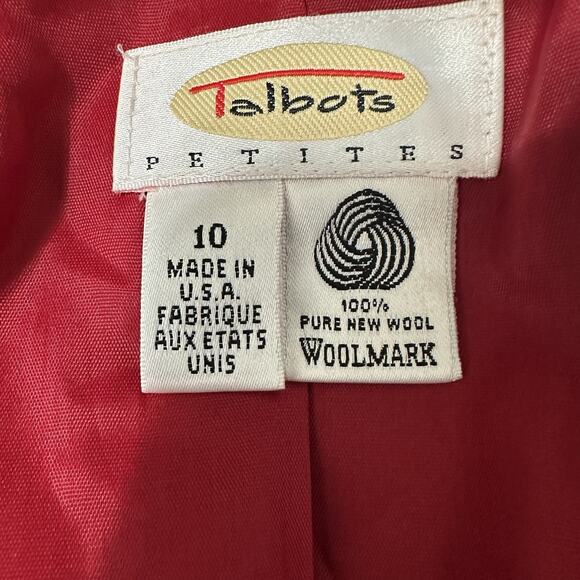 Talbots
PETITES
10
MADE IN
U.S.A.
FABRIQUE
AUX ETATS
UNIS
100%
PURE NEW WOOL
WOOLMARK